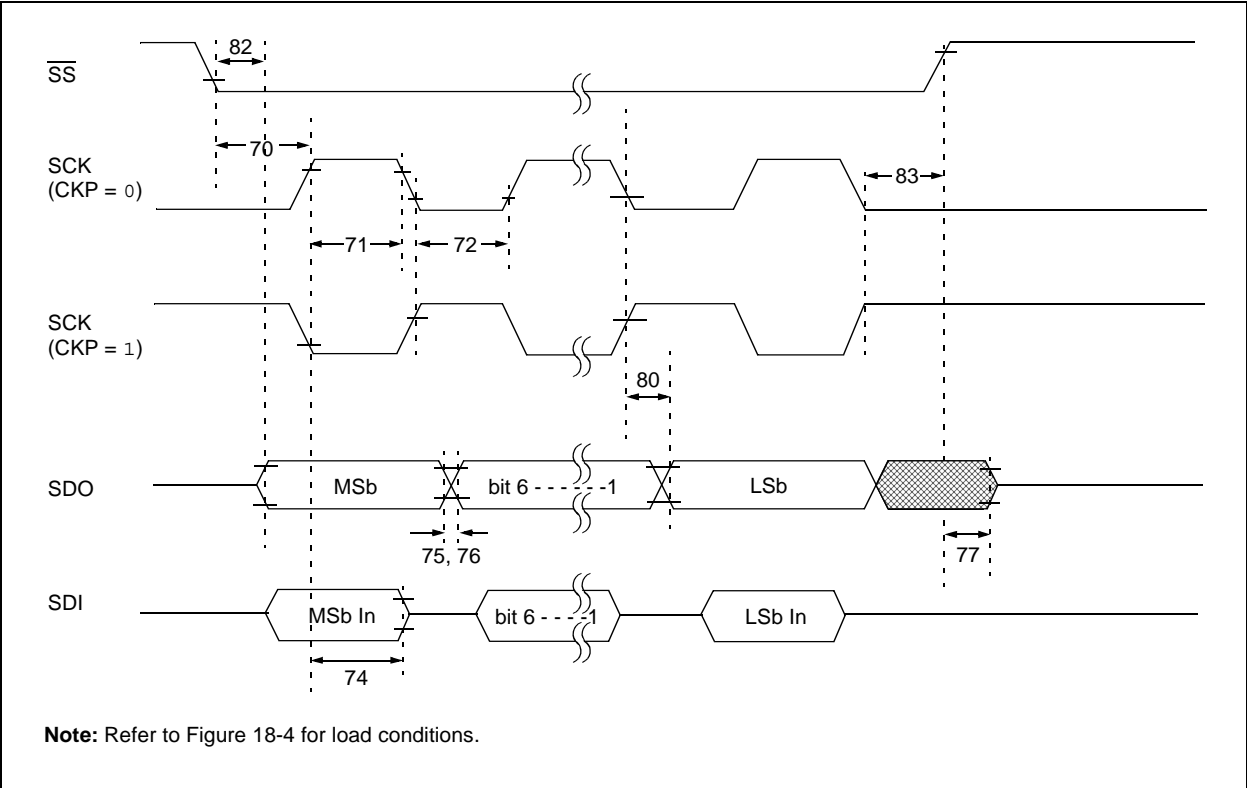 82
SS
70
SCK
(CKP = 0)
83
71
72
SCK
(CKP = 1)
80
SDO
MSb
bit 6 - - - - - -1
LSb
75, 76
77
SDI
MSb In
bit 6 - - - -1
LSb In
74
Note: Refer to Figure 18-4 for load conditions.